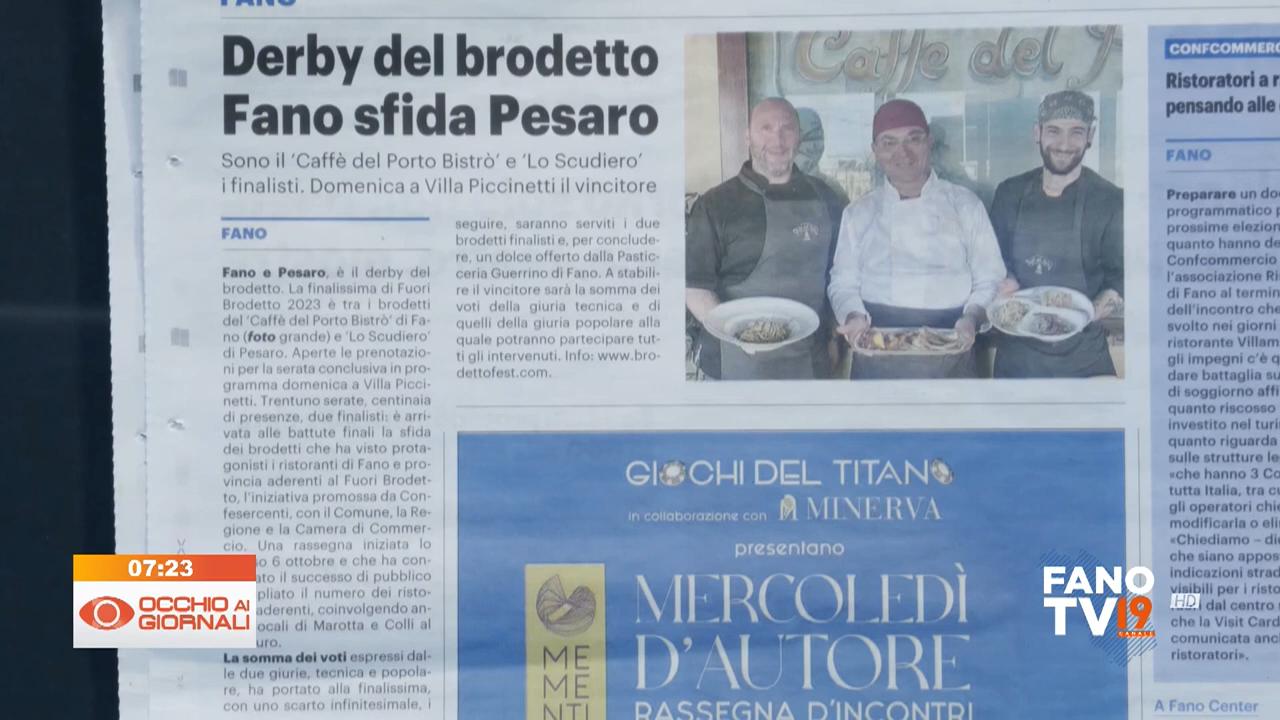 FANO
Derby del brodetto
Fano sfida Pesaro
Sono il ‘Caffè del Porto Bistrò’ e ‘Lo Scudiero’
i finalisti. Domenica a Villa Piccinetti il vincitore
FANO
Fano e Pesaro, è il derby del
brodetto. La finalissima di Fuori
Brodetto 2023 è tra i brodetti
del ‘Caffè del Porto Bistrò’ di Fa-
no (foto grande) e ‘Lo Scudiero’
di Pesaro. Aperte le prenotazio-
ni per la serata conclusiva in pro-
gramma domenica a Villa Picci-
netti. Trentuno serate, centinaia
di presenze, due finalisti: è arri-
vata alle battute finali la sfida
dei brodetti che ha visto prota-
gonisti i ristoranti di Fano e pro-
vincia aderenti al Fuori Brodet-
to, l’iniziativa promossa da Con-
fesercenti, con il Comune, la Re-
gione e la Camera di Commer-
cio. Una rassegna iniziata lo
o 6 ottobre e che ha con-
ato il successo di pubblico
pliato il numero dei risto-
aderenti, coinvolgendo an-
locali di Marotta e Colli al
uro.
La somma dei voti espressi dal-
le due giurie, tecnica e popola-
re, ha portato alla finalissima,
con uno scarto infinitesimale, i
seguire, saranno serviti i due
brodetti finalisti e, per conclude-
re, un dolce offerto dalla Pastic-
ceria Guerrino di Fano. A stabili-
re il vincitore sarà la somma dei
voti della giuria tecnica e di
quelli della giuria popolare alla
quale potranno partecipare tut-
ti gli intervenuti. Info: www.bro-
dettofest.com.
Caffe del P
GIOCHI DEL TITANO
in collaborazione con MINERVA
presentano
MERCOLEDÌ
D’AUTORE
RASSEGNA D’INCONTRI
ME
ME
NTI
CONFCOMMERC
Ristoratori a r
pensando alle
FANO
Preparare un do
programmatico p
prossime elezion
quanto hanno de
Confcommercio
l’associazione Ri
di Fano al termin
dell’incontro che
svolto nei giorni
ristorante Villam
gli impegni c’è q
dare battaglia su
di soggiorno affi
quanto riscosso
investito nel turi
quanto riguarda
sulle strutture le
«che hanno 3 Co
tutta Italia, tra cu
gli operatori chie
modificarla o eli
«Chiediamo – die
che siano appos
indicazioni strad
visibili per i risto
fuori dal centro
che la Visit Card
comunicata anc
ristoratori».
A Fano Center
07:23
OCCHIO AI
GIORNALI
FANO
TV19
CANALE
HD